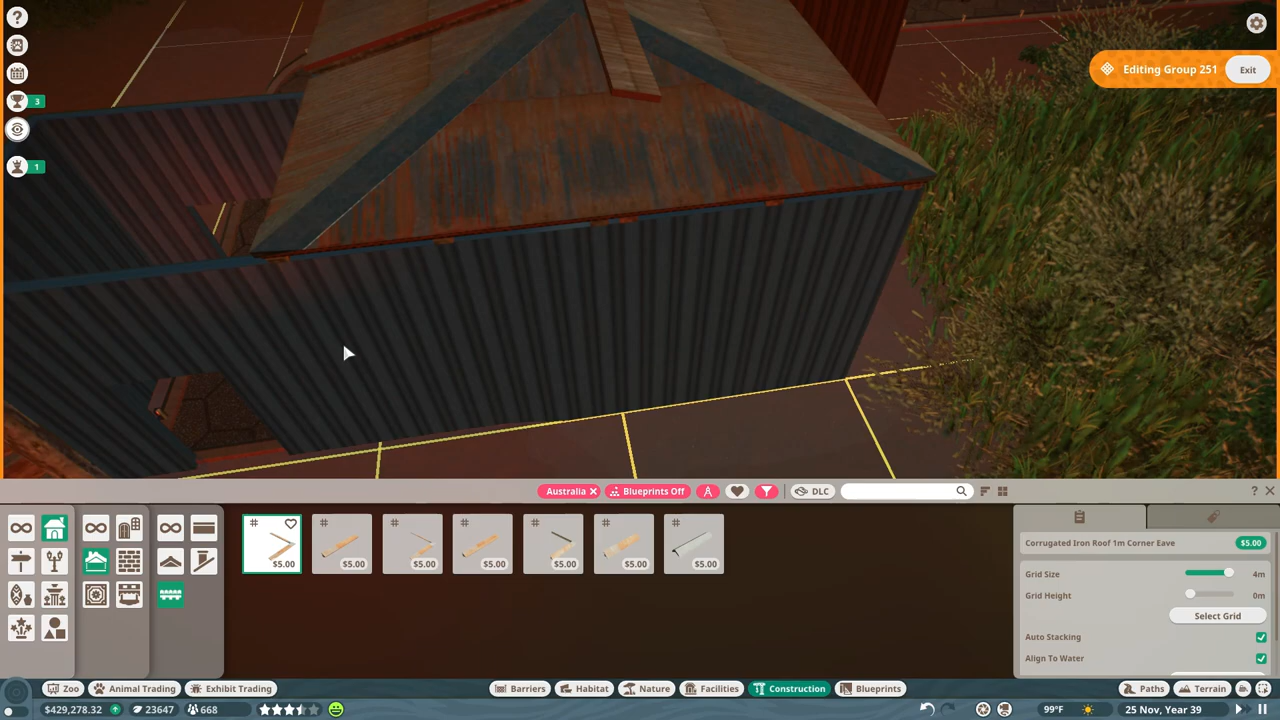 ?
Editing Group 251
Exit
3
1
Australia
Blueprints Off
DLC
?
$5.00
$5.00
$5.00
$5.00
$5.00
$5.00
$5.00
Corrugated Iron Roof 1m Corner Eave
$5.00
Grid Size
4m
Grid Height
0m
Select Grid
Auto Stacking
Align To Water
Zoo
Animal Trading
Exhibit Trading
Barriers
Habitat
Nature
Facilities
Construction
Blueprints
Paths
Terrain
$429,278.32
23647
668
99°F
25 Nov, Year 39